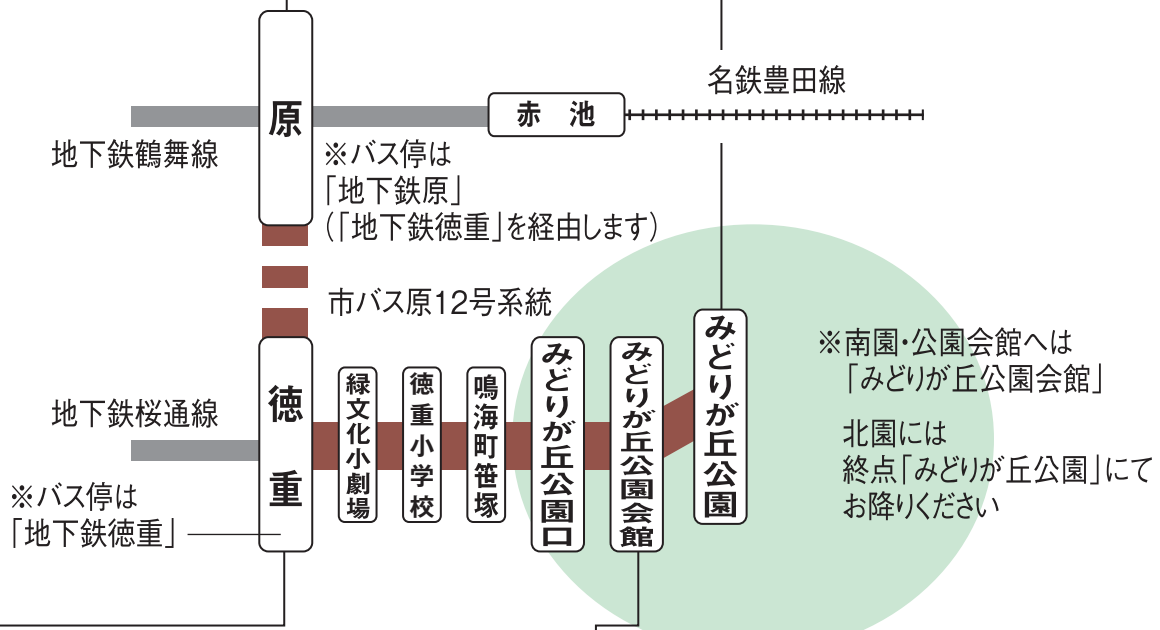 名鉄豊田線
原
赤 池
地下鉄鶴舞線
※バス停は
「地下鉄原」
(「地下鉄徳重」を経由します)
市バス原12号系統
地下鉄桜通線
徳 重
※バス停は
「地下鉄徳重」
緑文化小劇場
徳重小学校
鳴海町笹塚
みどりが丘公園口
みどりが丘公園会館
みどりが丘公園
※南園・公園会館へは
「みどりが丘公園会館」
北園には
終点「みどりが丘公園」にて
お降りください